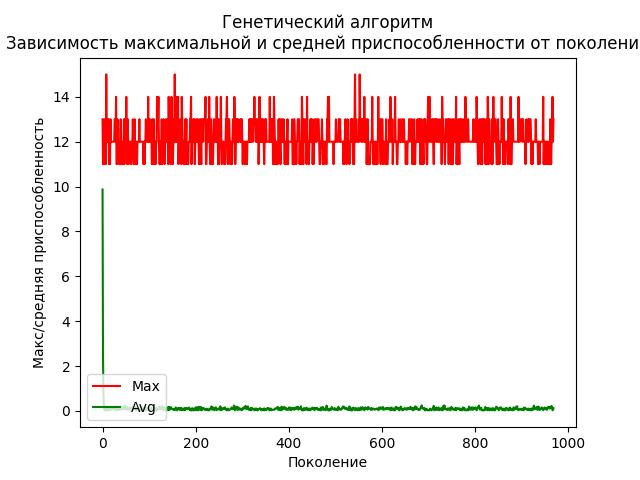 Генетический алгоритм
Зависимость максимальной и средней приспособленности от поколени
Макс/средняя приспособленность
14
12
10
8
6
4
2
0
Max
Avg
0 200 400 600 800 1000
Поколение